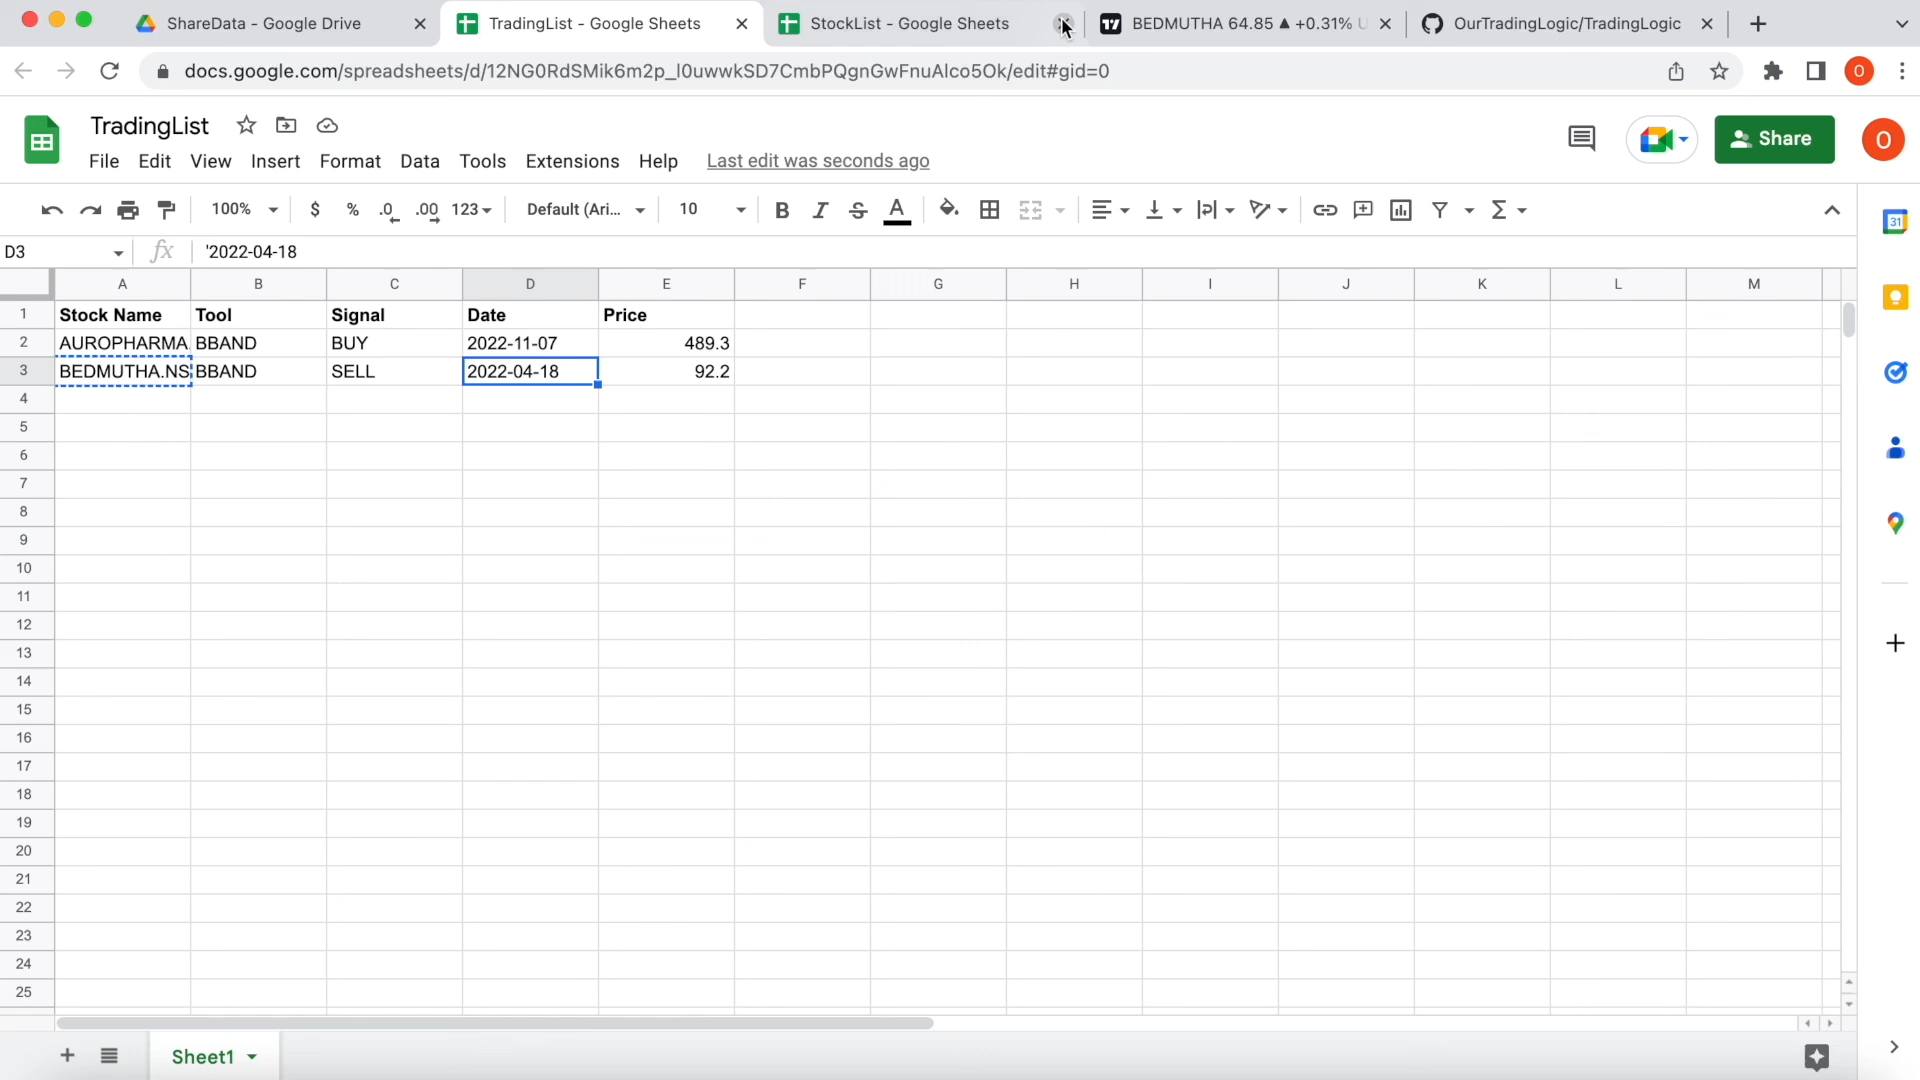 ShareData - Google Drive
TradingList - Google Sheets
StockList - Google Sheets
BEDMUTHA 64.85 ▲ +0.31% U
OurTradingLogic/TradingLogic
docs.google.com/spreadsheets/d/12NG0RdSMik6m2p_I0uwwkSD7CmbPQgnGwFnuAlco5Ok/edit#gid=0
O
TradingList
Share
O
File Edit View Insert Format Data Tools Extensions Help Last edit was seconds ago
100% $ % .0 .00 123 Default (Ari... 10 B I S A
31
D3 fx '2022-04-18
A B C D E F G H I J K L M
1 Stock Name Tool Signal Date Price
2 AUROPHARMA. BBAND BUY 2022-11-07 489.3
3 BEDMUTHA.NS BBAND SELL 2022-04-18 92.2
4
5
6
7
8
9
10
11
12
13
14
15
16
17
18
19
20
21
22
23
24
25
Sheet1